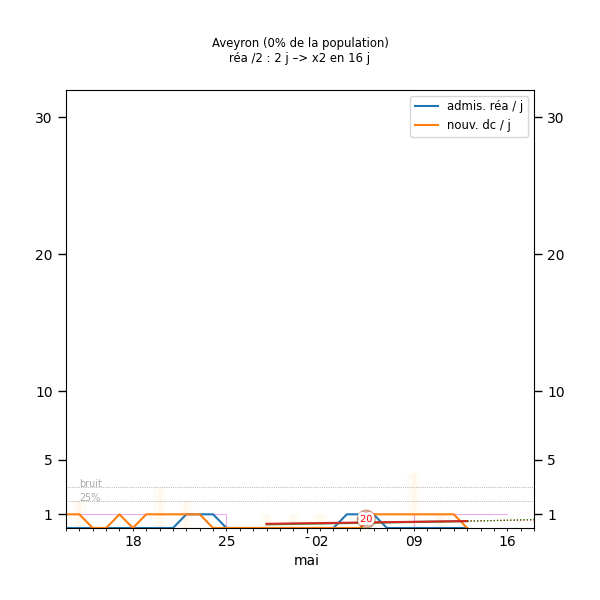 Aveyron (0% de la population)
réa /2 : 2 j –> x2 en 16 j
admis. réa / j
nouv. dc / j
30
30
20
20
10
10
5
5
bruit
25%
1
1
20
18
25
02
09
16
mai